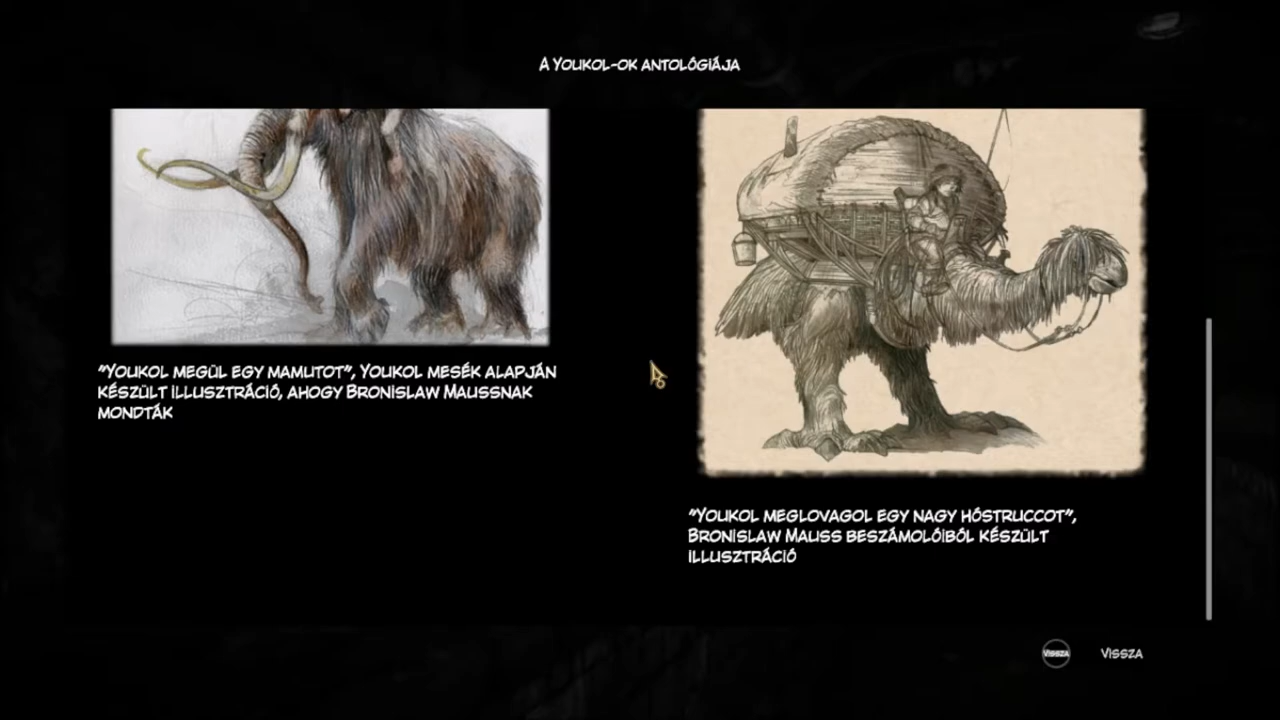 A Youkol-ok antológiája
"Youkol megül egy mamutot", Youkol mesék alapján
készült illusztráció, ahogy Bronislaw Maussnak
mondták
"Youkol meglovagol egy nagy hóstruccot",
Bronislaw Mauss beszámolóiból készült
illusztráció
Vissza Vissza